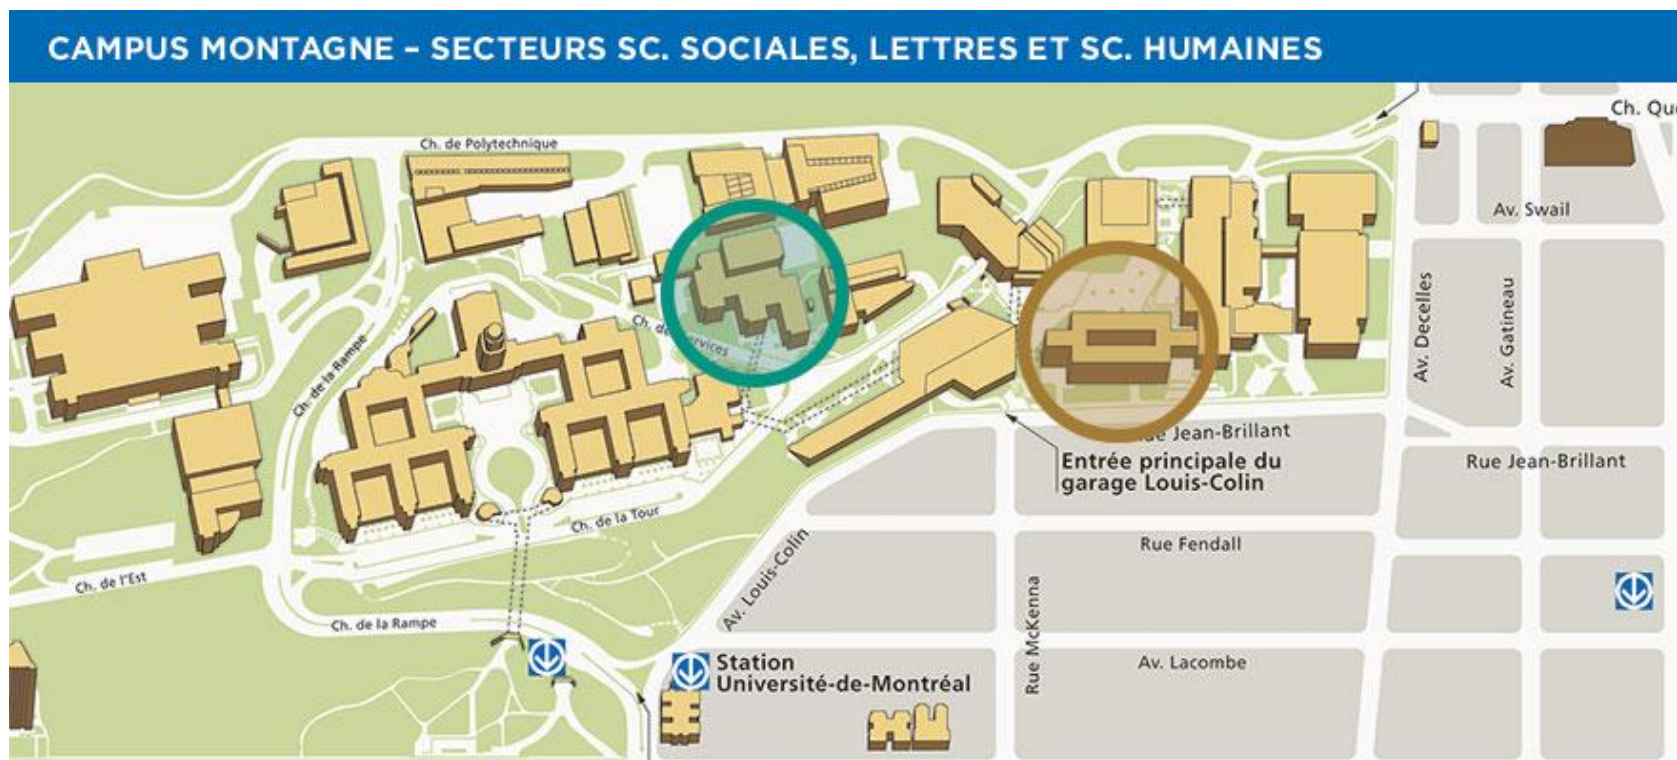 CAMPUS MONTAGNE – SECTEURS SC. SOCIALES, LETTRES ET SC. HUMAINES
Ch.
Ch. de Polytechnique
Av. Swail
Ch. de la Rampe
Av. Decelles
Av. Gatineau
Rue Jean-Brillant
Rue Jean-Brillant
Entrée principale du
garage Louis-Colin
Ch. de la Tour
Rue Fendall
Av. Louis-Colin
Ch. de l'Est
Rue McKenna
Ch. de la Rampe
Station
Université-de-Montréal
Av. Lacombe